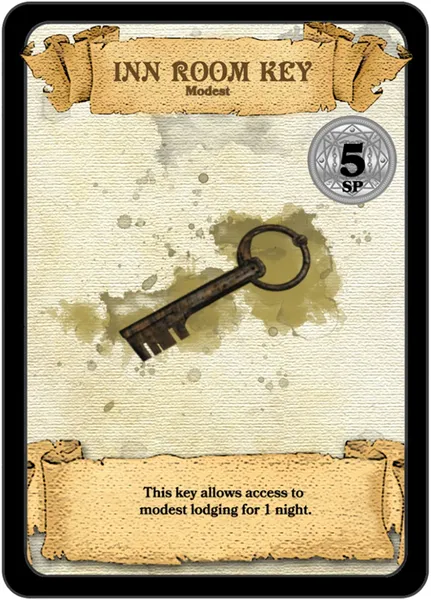 INN ROOM KEY
Modest
5
SP
This key allows access to
modest lodging for 1 night.